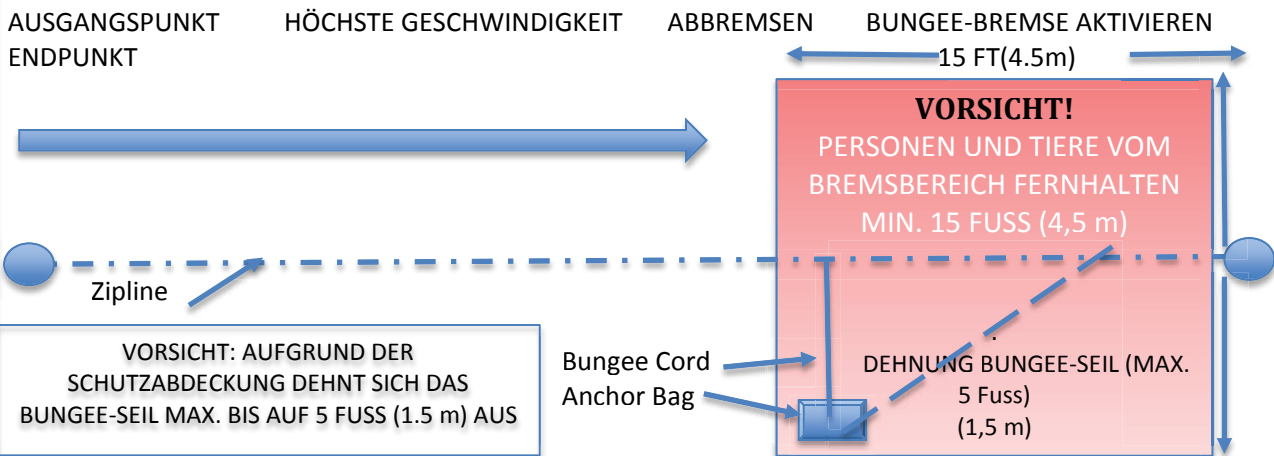 AUSGANGSPUNKT HÖCHSTE GESCHWINDIGKEIT ABBREMSEN BUNGEE-BREMSE AKTIVIEREN
ENDPUNKT
15 FT(4.5m)
VORSICHT!
PERSONEN UND TIERE VOM
BREMSBEREICH FERNHALTEN
MIN. 15 FUSS (4,5 m)
Zipline
VORSICHT: AUFGRUND DER
SCHUTZABDECKUNG DEHNT SICH DAS
BUNGEE-SEIL MAX. BIS AUF 5 FUSS (1.5 m) AUS
Bungee Cord
Anchor Bag
.
DEHNUNG BUNGEE-SEIL (MAX.
5 Fuss)
(1,5 m)